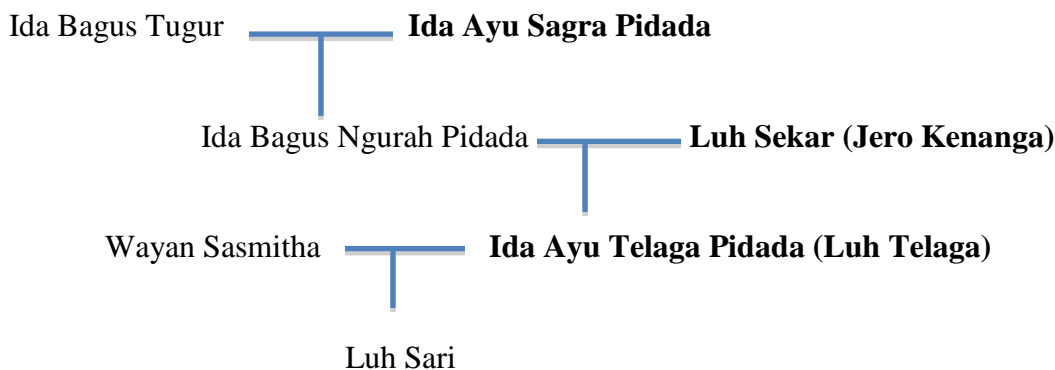 Ida Bagus Tugur Ida Ayu Sagra Pidada
Ida Bagus Ngurah Pidada Luh Sekar (Jero Kenanga)
Wayan Sasmitha Ida Ayu Telaga Pidada (Luh Telaga)
Luh Sari